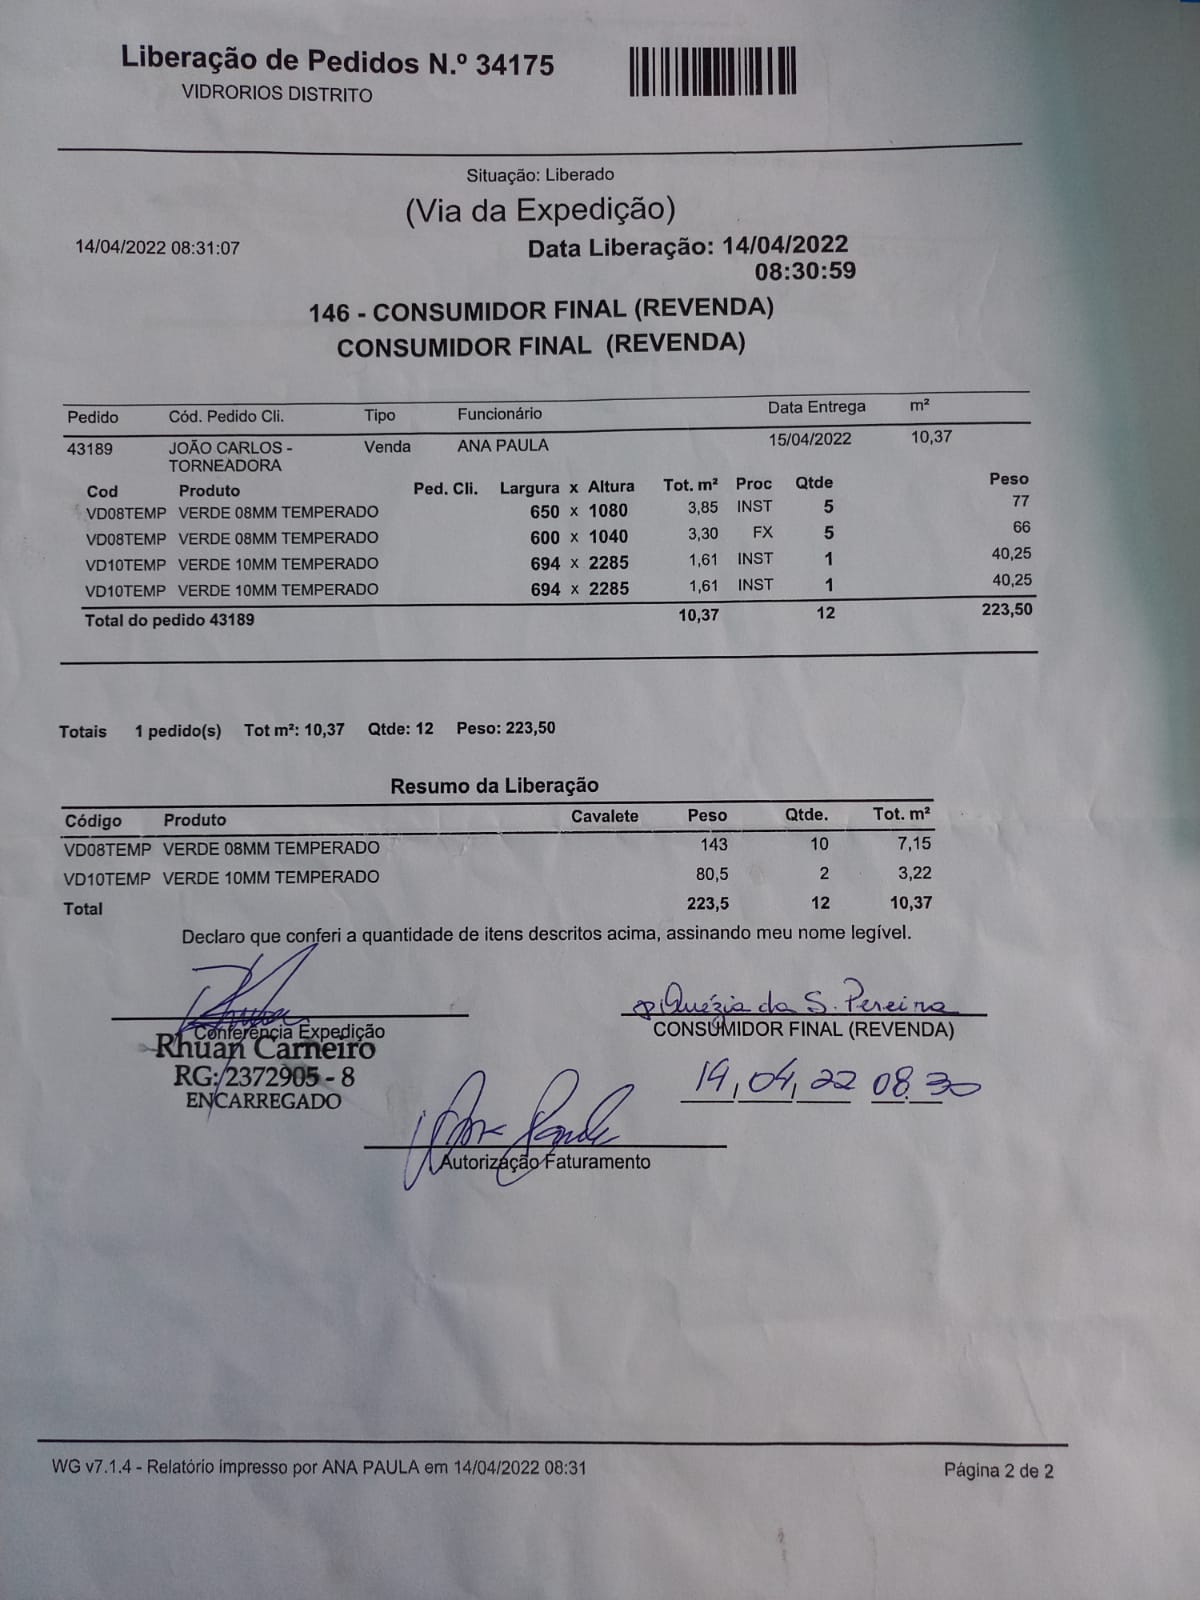 Liberação de Pedidos N.º 34175
VIDRORIOS DISTRITO
Situação: Liberado
(Via da Expedição)
14/04/2022 08:31:07 Data Liberação: 14/04/2022
08:30:59
146 - CONSUMIDOR FINAL (REVENDA)
CONSUMIDOR FINAL (REVENDA)
Pedido Cód. Pedido Cli. Tipo Funcionário Data Entrega m²
43189 JOÃO CARLOS - Venda ANA PAULA 15/04/2022 10,37
TORNEADORA
Cod Produto Ped. Cli. Largura x Altura Tot. m² Proc Qtde Peso
VD08TEMP VERDE 08MM TEMPERADO 650 x 1080 3,85 INST 5 77
VD08TEMP VERDE 08MM TEMPERADO 600 x 1040 3,30 FX 5 66
VD10TEMP VERDE 10MM TEMPERADO 694 x 2285 1,61 INST 1 40,25
VD10TEMP VERDE 10MM TEMPERADO 694 x 2285 1,61 INST 1 40,25
Total do pedido 43189 10,37 12 223,50
Totais 1 pedido(s) Tot m²: 10,37 Qtde: 12 Peso: 223,50
Resumo da Liberação
Código Produto Cavalete Peso Qtde. Tot. m²
VD08TEMP VERDE 08MM TEMPERADO 143 10 7,15
VD10TEMP VERDE 10MM TEMPERADO 80,5 2 3,22
Total 223,5 12 10,37
Declaro que conferi a quantidade de itens descritos acima, assinando meu nome legível.
Quézia da S. Pereira
Conferência Expedição CONSUMIDOR FINAL (REVENDA)
Rhuan Carneiro
RG: 2372905 - 8
ENCARREGADO
14, 04, 22 08:30
Autorização Faturamento
WG v7.1.4 - Relatório impresso por ANA PAULA em 14/04/2022 08:31 Página 2 de 2